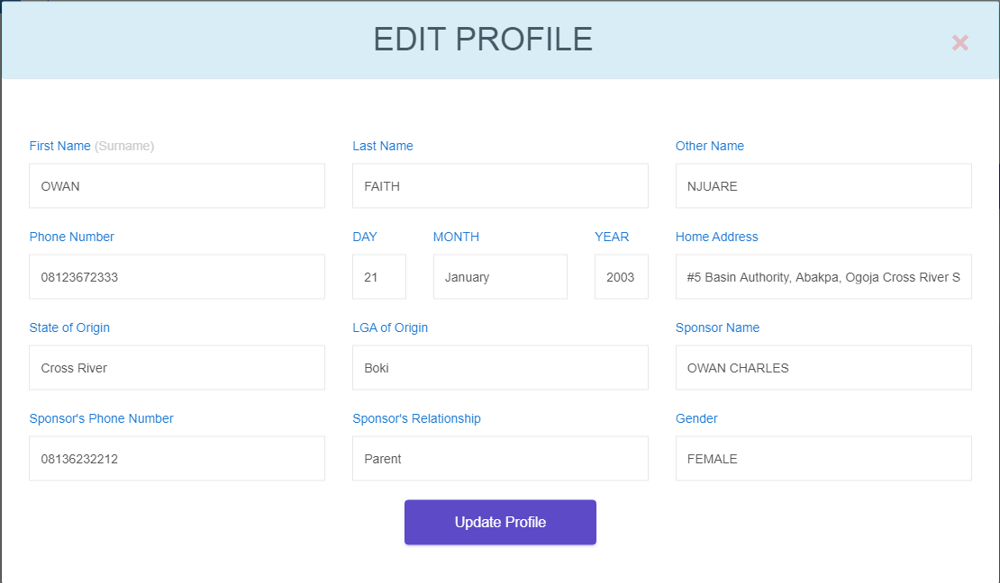 EDIT PROFILE
First Name (Surname) Last Name Other Name
OWAN FAITH NJUARE
Phone Number DAY MONTH YEAR Home Address
08123672333 21 January 2003 #5 Basin Authority, Abakpa, Ogoja Cross River S
State of Origin LGA of Origin Sponsor Name
Cross River Boki OWAN CHARLES
Sponsor's Phone Number Sponsor's Relationship Gender
08136232212 Parent FEMALE
Update Profile